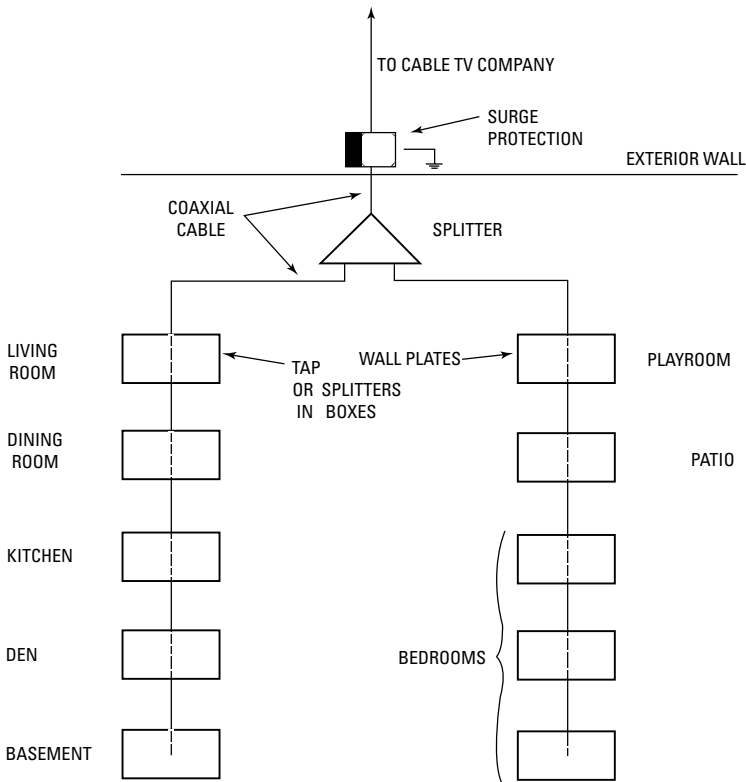 TO CABLE TV COMPANY
SURGE
PROTECTION
EXTERIOR WALL
COAXIAL
CABLE
SPLITTER
LIVING
ROOM
TAP
OR SPLITTERS
IN BOXES
WALL PLATES
PLAYROOM
DINING
ROOM
PATIO
KITCHEN
DEN
BEDROOMS
BASEMENT